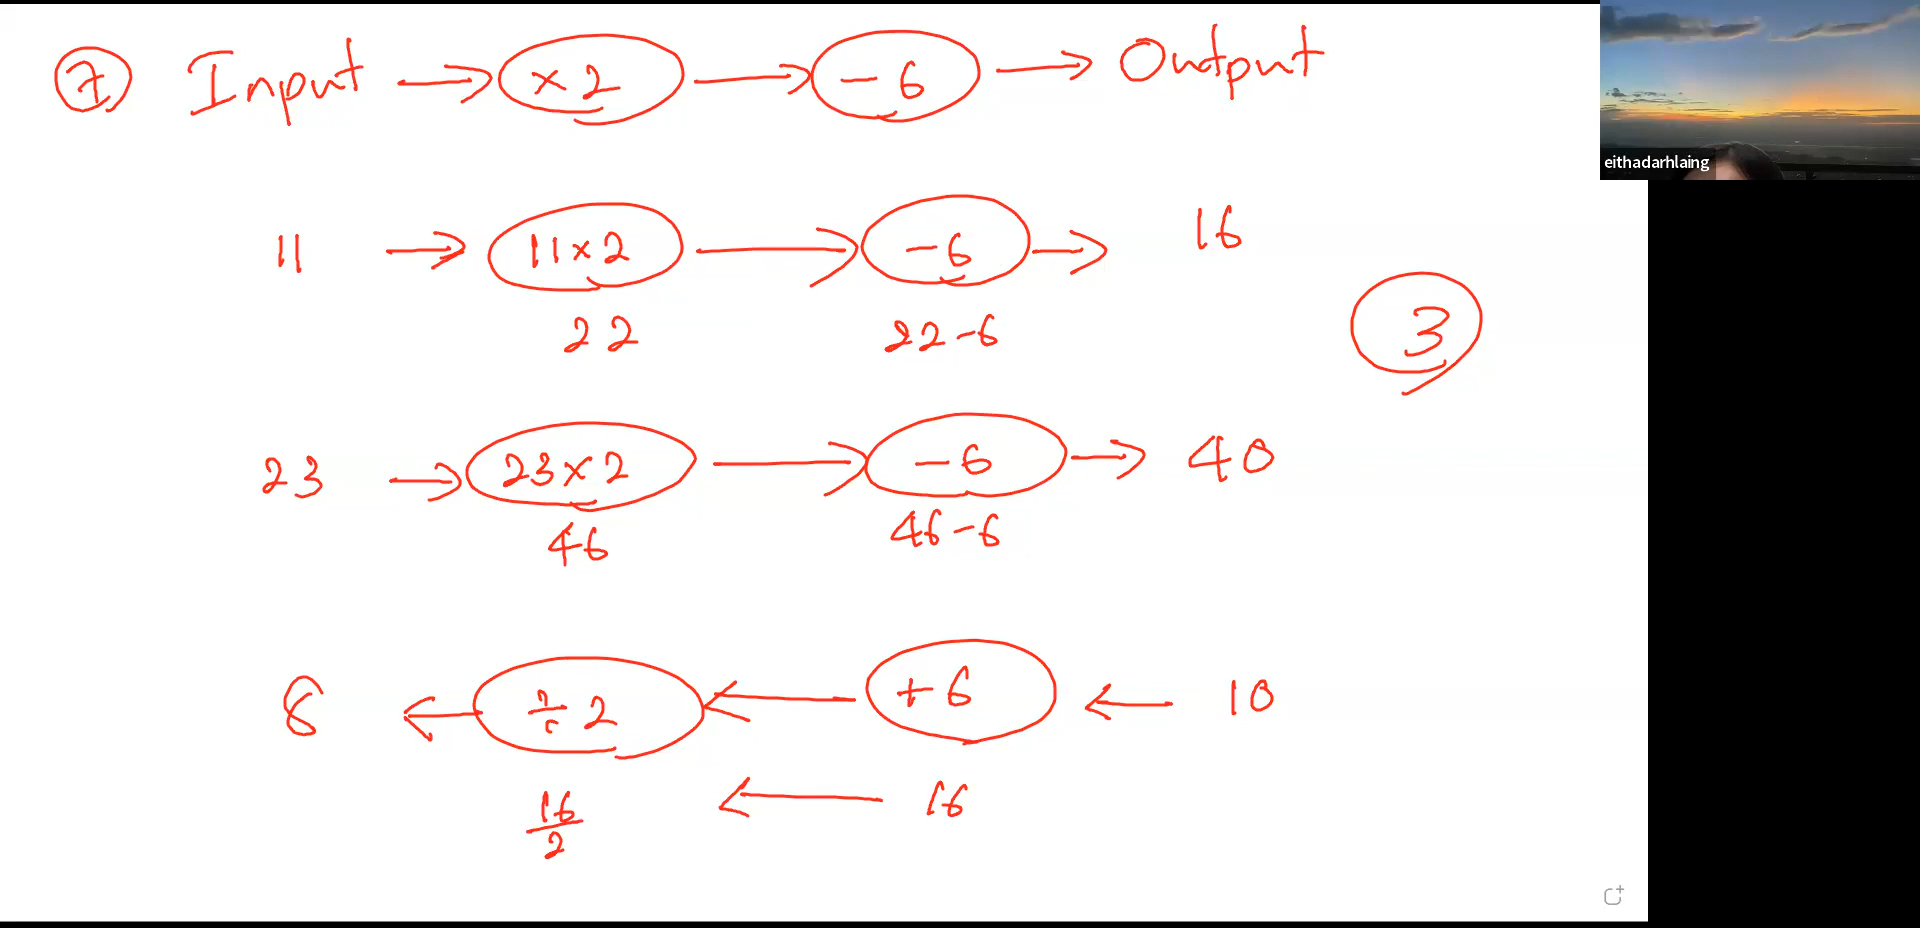 ⑦ Input → ×2 → -6 → Output
eithadarhlaing
11 → 11×2 → -6 → 16
22 22-6
3
23 → 23×2 → -6 → 40
46 46-6
8 ← ÷2 ← +6 ← 10
16/2 ← 16